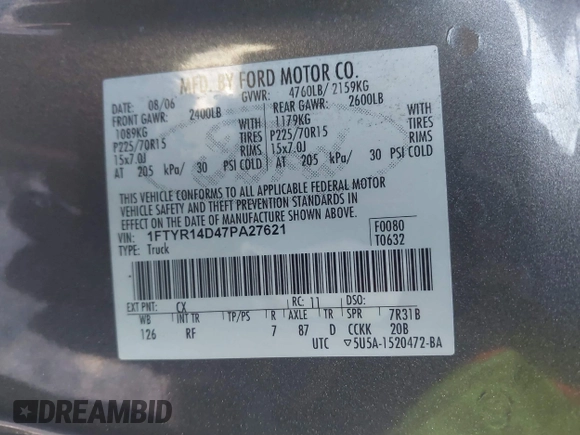 MFD. BY FORD MOTOR CO.
DATE: 08/06 GVWR: 4760LB/ 2159KG
FRONT GAWR: 2400LB REAR GAWR: 2600LB
1089KG WITH 1179KG WITH
P225/70R15 TIRES P225/70R15 TIRES
15x7.0J RIMS 15x7.0J RIMS
AT 205 kPa/ 30 PSI COLD AT 205 kPa/ 30 PSI COLD
THIS VEHICLE CONFORMS TO ALL APPLICABLE FEDERAL MOTOR
VEHICLE SAFETY AND THEFT PREVENTION STANDARDS IN
EFFECT ON THE DATE OF MANUFACTURE SHOWN ABOVE.
VIN: 1FTYR14D47PA27621 F0080
TYPE: Truck T0632
EXT PNT: CX RC: 11 DSO:
WB INT TR TP/PS R AXLE TR SPR 7R31B
126 RF 7 87 D CCKK 20B
UTC ▽5U5A-1520472-BA
DREAMBID